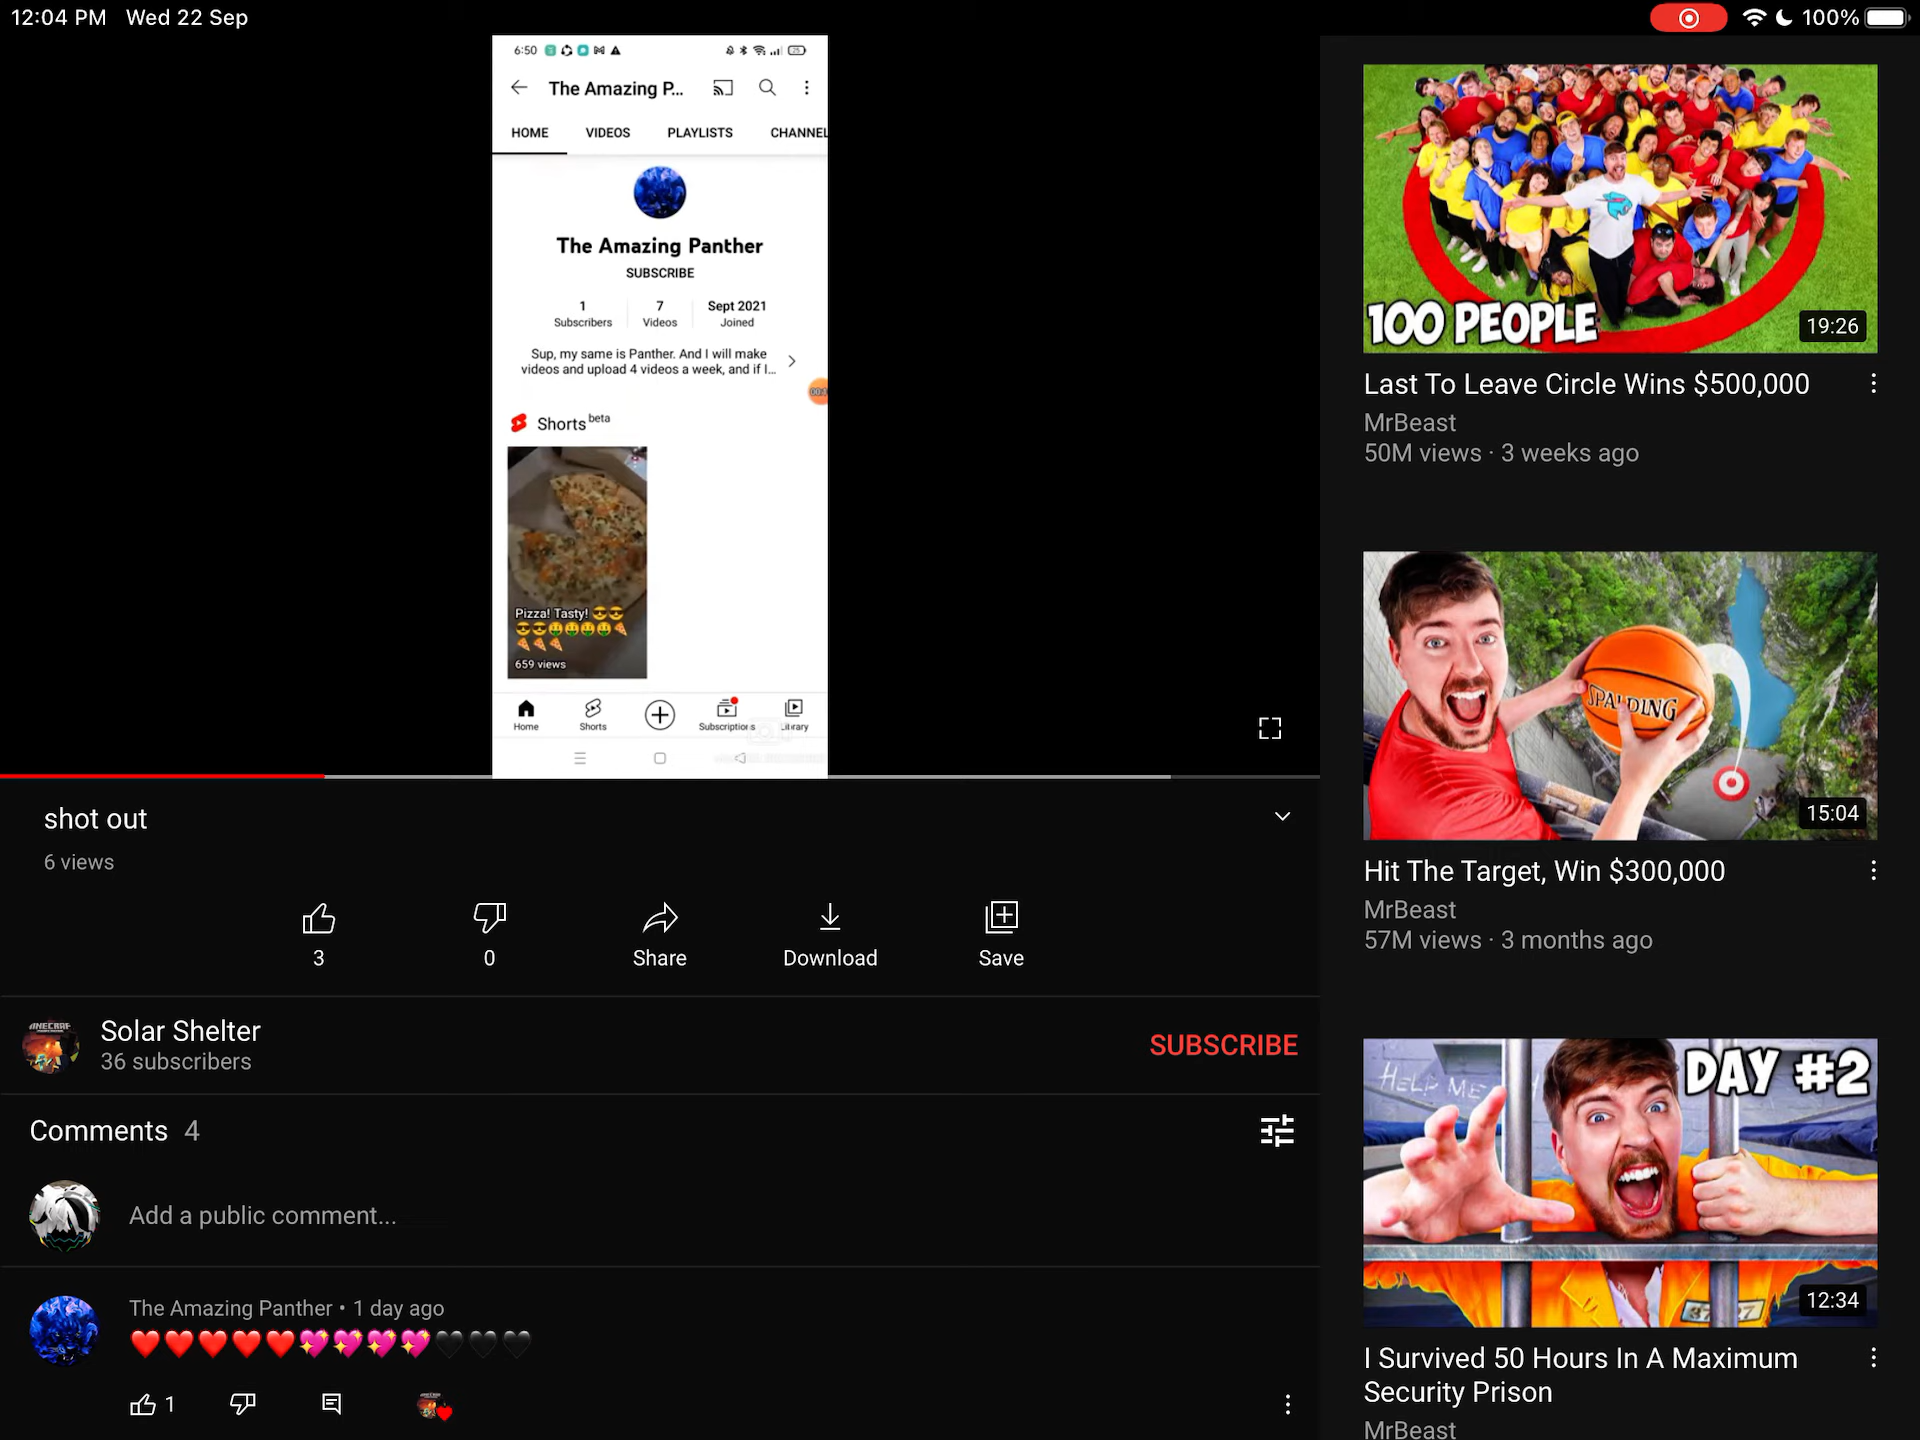 12:04 PM Wed 22 Sep
100%
6:50
The Amazing P...
HOME VIDEOS PLAYLISTS CHANNEL
The Amazing Panther
SUBSCRIBE
1 7 Sept 2021
Subscribers Videos Joined
Sup, my same is Panther. And I will make
videos and upload 4 videos a week, and if I...
Shorts beta
Pizza! Tasty! 😎😎
😎😎🤑🤑🤑🤑🍕
🍕🍕🍕
659 views
Home Shorts Subscriptions Library
shot out
6 views
3 0 Share Download Save
Solar Shelter
36 subscribers
SUBSCRIBE
Comments 4
Add a public comment...
The Amazing Panther • 1 day ago
❤️❤️❤️❤️❤️💖💖💖💖🖤🖤🖤
1
100 PEOPLE
19:26
Last To Leave Circle Wins $500,000
MrBeast
50M views · 3 weeks ago
SPALDING
15:04
Hit The Target, Win $300,000
MrBeast
57M views · 3 months ago
HELP ME
DAY #2
12:34
I Survived 50 Hours In A Maximum
Security Prison
MrBeast